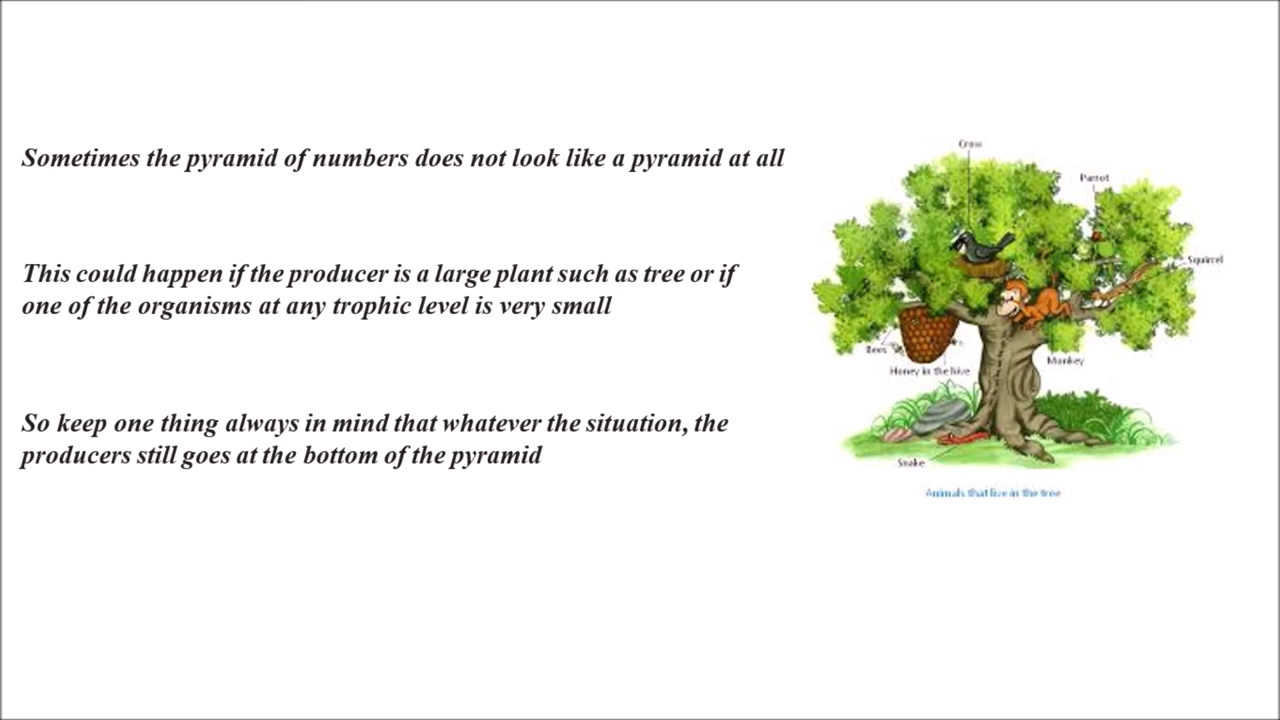 Sometimes the pyramid of numbers does not look like a pyramid at all
This could happen if the producer is a large plant such as tree or if
one of the organisms at any trophic level is very small
So keep one thing always in mind that whatever the situation, the
producers still goes at the bottom of the pyramid
Crow
Parrot
Squirrel
Bees
Monkey
Honey in the hive
Snake
Animals that live in the tree